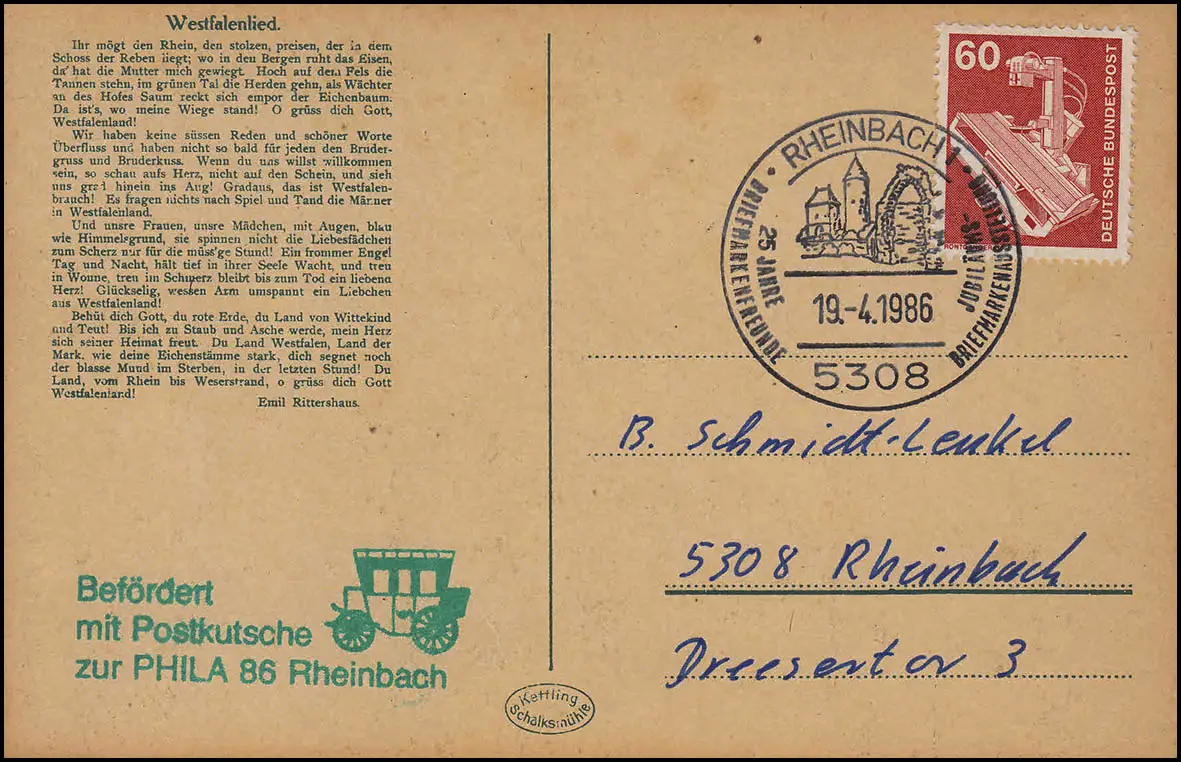 Westfalenlied.
Ihr mögt den Rhein, den stolzen, preisen, der in dem
Schoss der Reben liegt; wo in den Bergen ruht das Eisen,
da hat die Mutter mich gewiegt. Hoch auf dem Fels die
Tannen stehn, im grünen Tal die Herden gehn, als Wächter
an des Hofes Saum reckt sich empor der Eichenbaum.
Da ist's, wo meine Wiege stand! O grüss dich Gott,
Westfalenland!
Wir haben keine süssen Reden und schöner Worte
Überfluss und haben nicht so bald für jeden den Bruder-
gruss und Bruderkuss. Wenn du uns willst willkommen
sein, so schau aufs Herz, nicht auf den Schein, und sieh
uns grad hinein ins Aug! Gradaus, das ist Westfalen-
brauch! Es fragen nichts nach Spiel und Tand die Männer
in Westfalenland.
Und unsre Frauen, unsre Mädchen, mit Augen, blau
wie Himmelsgrund, sie spinnen nicht die Liebesfädchen
zum Scherz nur für die müss'ge Stund! Ein frommer Engel
Tag und Nacht, hält tief in ihrer Seele Wacht, und treu
in Wonne, treu im Schmerz bleibt bis zum Tod ein liebend
Herz! Glückselig, wessen Arm umspannt ein Liebchen
aus Westfalenland!
Behüt dich Gott, du rote Erde, du Land von Wittekind
und Teut! Bis ich zu Staub und Asche werde, mein Herz
sich seiner Heimat freut. Du Land Westfalen, Land der
Mark, wie deine Eichenstämme stark, dich segnet noch
der blasse Mund im Sterben, in der letzten Stund! Du
Land, vom Rhein bis Weserstrand, o grüss dich Gott
Westfalenland!
Emil Rittershaus.
60
DEUTSCHE BUNDESPOST
RHEINBACH 1
BRIEFMARKENFREUNDE
25 JAHRE
JUBILÄUMS-
BRIEFMARKENAUSSTELLUNG
19.-4.1986
5308
B. Schmidt-Leukel
5308 Rheinbach
Dreesertor 3
Befördert
mit Postkutsche
zur PHILA 86 Rheinbach
Kettling
Schalksmühle